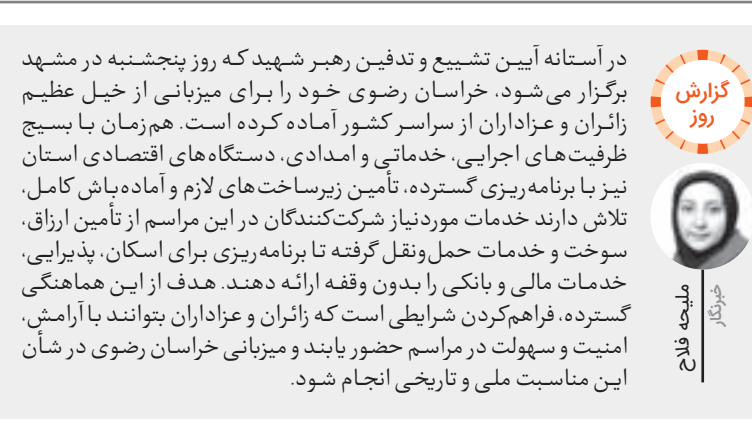 گزارش
روز
در آستانه آیین تشییع و تدفین رهبر شهید که روز پنجشنبه در مشهد
برگزار می‌شود، خراسان رضوی خود را برای میزبانی از خیل عظیم
زائران و عزاداران از سراسر کشور آماده کرده است. هم‌زمان با بسیج
ظرفیت‌های اجرایی، خدماتی و امدادی، دستگاه‌های اقتصادی استان
نیز با برنامه‌ریزی گسترده، تأمین زیرساخت‌های لازم و آماده‌باش کامل،
تلاش دارند خدمات موردنیاز شرکت‌کنندگان در این مراسم از تأمین ارزاق،
سوخت و خدمات حمل‌ونقل گرفته تا برنامه‌ریزی برای اسکان، پذیرایی،
خدمات مالی و بانکی را بدون وقفه ارائه دهند. هدف از این هماهنگی
گسترده، فراهم‌کردن شرایطی است که زائران و عزاداران بتوانند با آرامش،
امنیت و سهولت در مراسم حضور یابند و میزبانی خراسان رضوی در شأن
این مناسبت ملی و تاریخی انجام شود.
خبرنگار
ملیحه فلاح